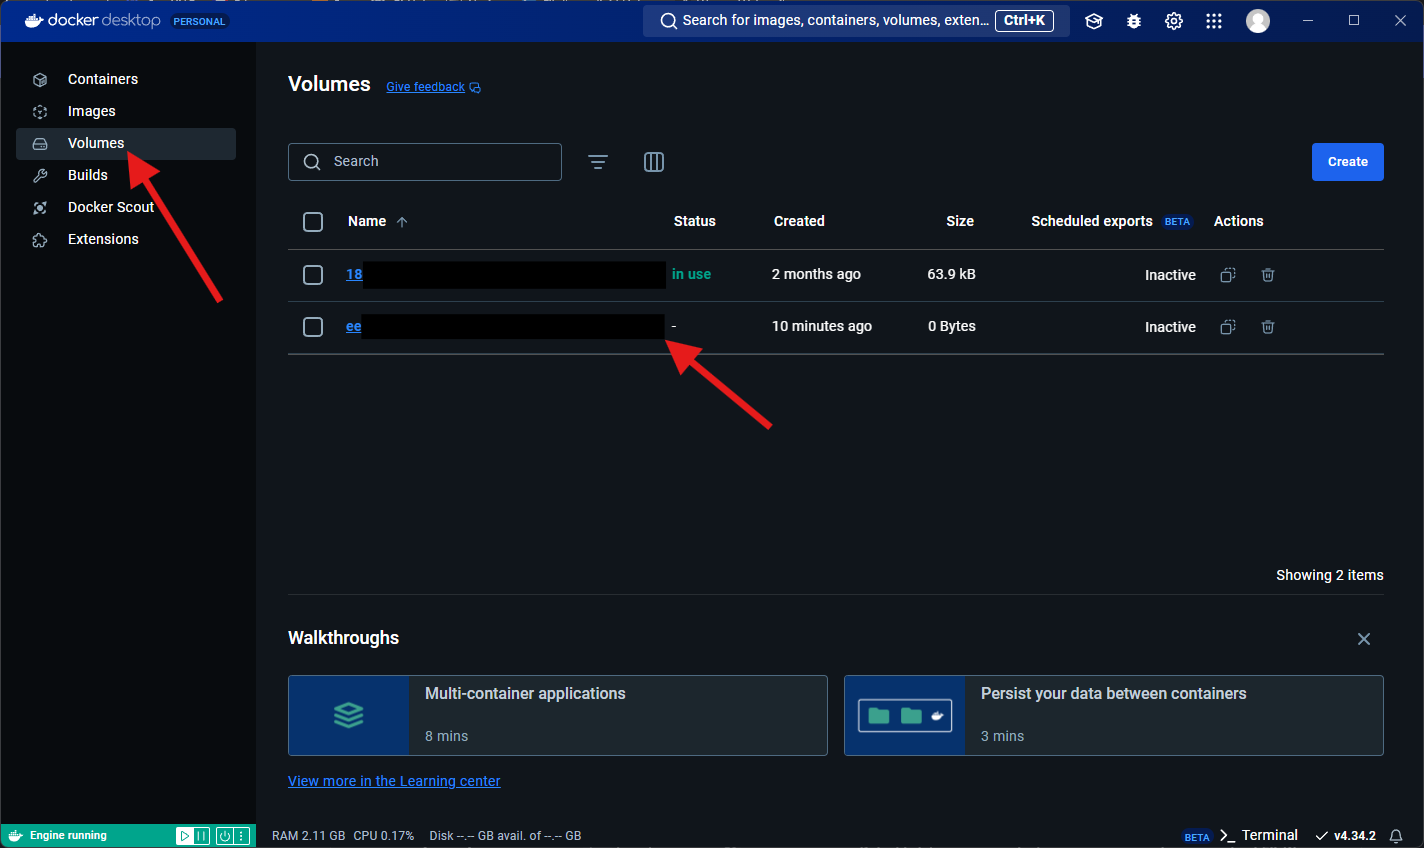 docker desktop PERSONAL
Search for images, containers, volumes, exten... Ctrl+K
Containers
Images
Volumes
Builds
Docker Scout
Extensions
Volumes Give feedback
Search
Create
Name Status Created Size Scheduled exports BETA Actions
18 in use 2 months ago 63.9 kB Inactive
ee - 10 minutes ago 0 Bytes Inactive
Showing 2 items
Walkthroughs
Multi-container applications
8 mins
Persist your data between containers
3 mins
View more in the Learning center
Engine running
RAM 2.11 GB CPU 0.17% Disk --.-- GB avail. of --.-- GB
BETA >_ Terminal v4.34.2